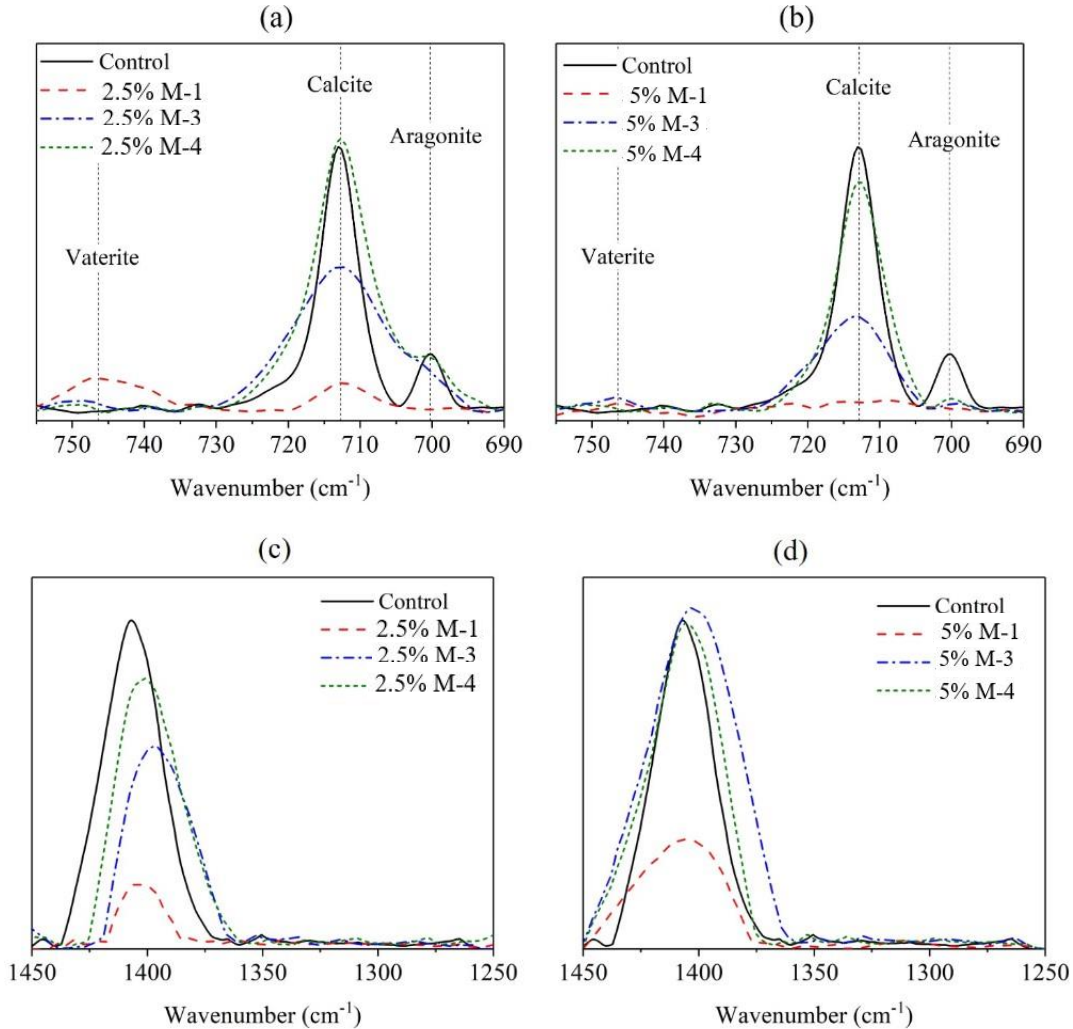 (a)
Control
2.5% M-1
2.5% M-3
2.5% M-4
Calcite
Aragonite
Vaterite
750 740 730 720 710 700 690
Wavenumber (cm⁻¹)
(b)
Control
5% M-1
5% M-3
5% M-4
Calcite
Aragonite
Vaterite
750 740 730 720 710 700 690
Wavenumber (cm⁻¹)
(c)
Control
2.5% M-1
2.5% M-3
2.5% M-4
1450 1400 1350 1300 1250
Wavenumber (cm⁻¹)
(d)
Control
5% M-1
5% M-3
5% M-4
1450 1400 1350 1300 1250
Wavenumber (cm⁻¹)